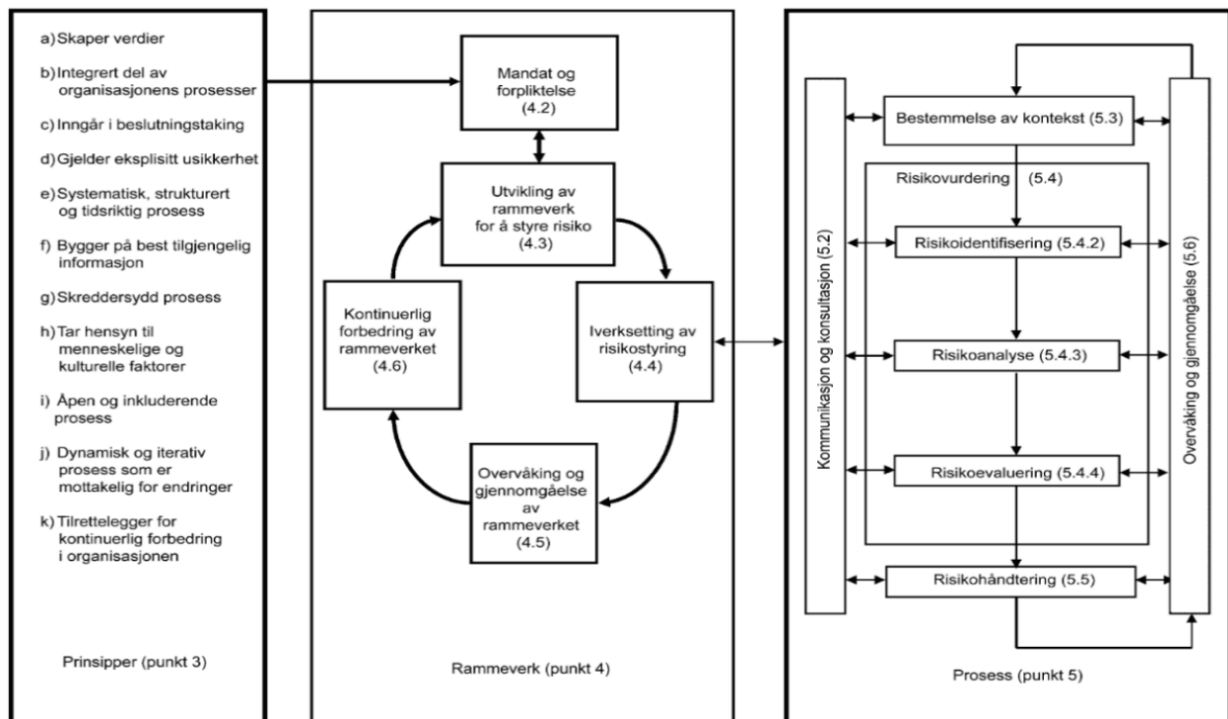 a) Skaper verdier
b) Integrert del av
organisasjonens prosesser
c) Inngår i beslutningstaking
d) Gjelder eksplisitt usikkerhet
e) Systematisk, strukturert
og tidsriktig prosess
f) Bygger på best tilgjengelig
informasjon
g) Skreddersydd prosess
h) Tar hensyn til
menneskelige og
kulturelle faktorer
i) Åpen og inkluderende
prosess
j) Dynamisk og iterativ
prosess som er
mottakelig for endringer
k) Tilrettelegger for
kontinuerlig forbedring
i organisasjonen
Prinsipper (punkt 3)
Mandat og
forpliktelse
(4.2)
Utvikling av
rammeverk
for å styre risiko
(4.3)
Kontinuerlig
forbedring av
rammeverket
(4.6)
Iverksetting av
risikostyring
(4.4)
Overvåking og
gjennomgåelse
av
rammeverket
(4.5)
Rammeverk (punkt 4)
Kommunikasjon og konsultasjon (5.2)
Bestemmelse av kontekst (5.3)
Risikovurdering (5.4)
Risikoidentifisering (5.4.2)
Risikoanalyse (5.4.3)
Risikoevaluering (5.4.4)
Risikohåndtering (5.5)
Overvåking og gjennomgåelse (5.6)
Prosess (punkt 5)